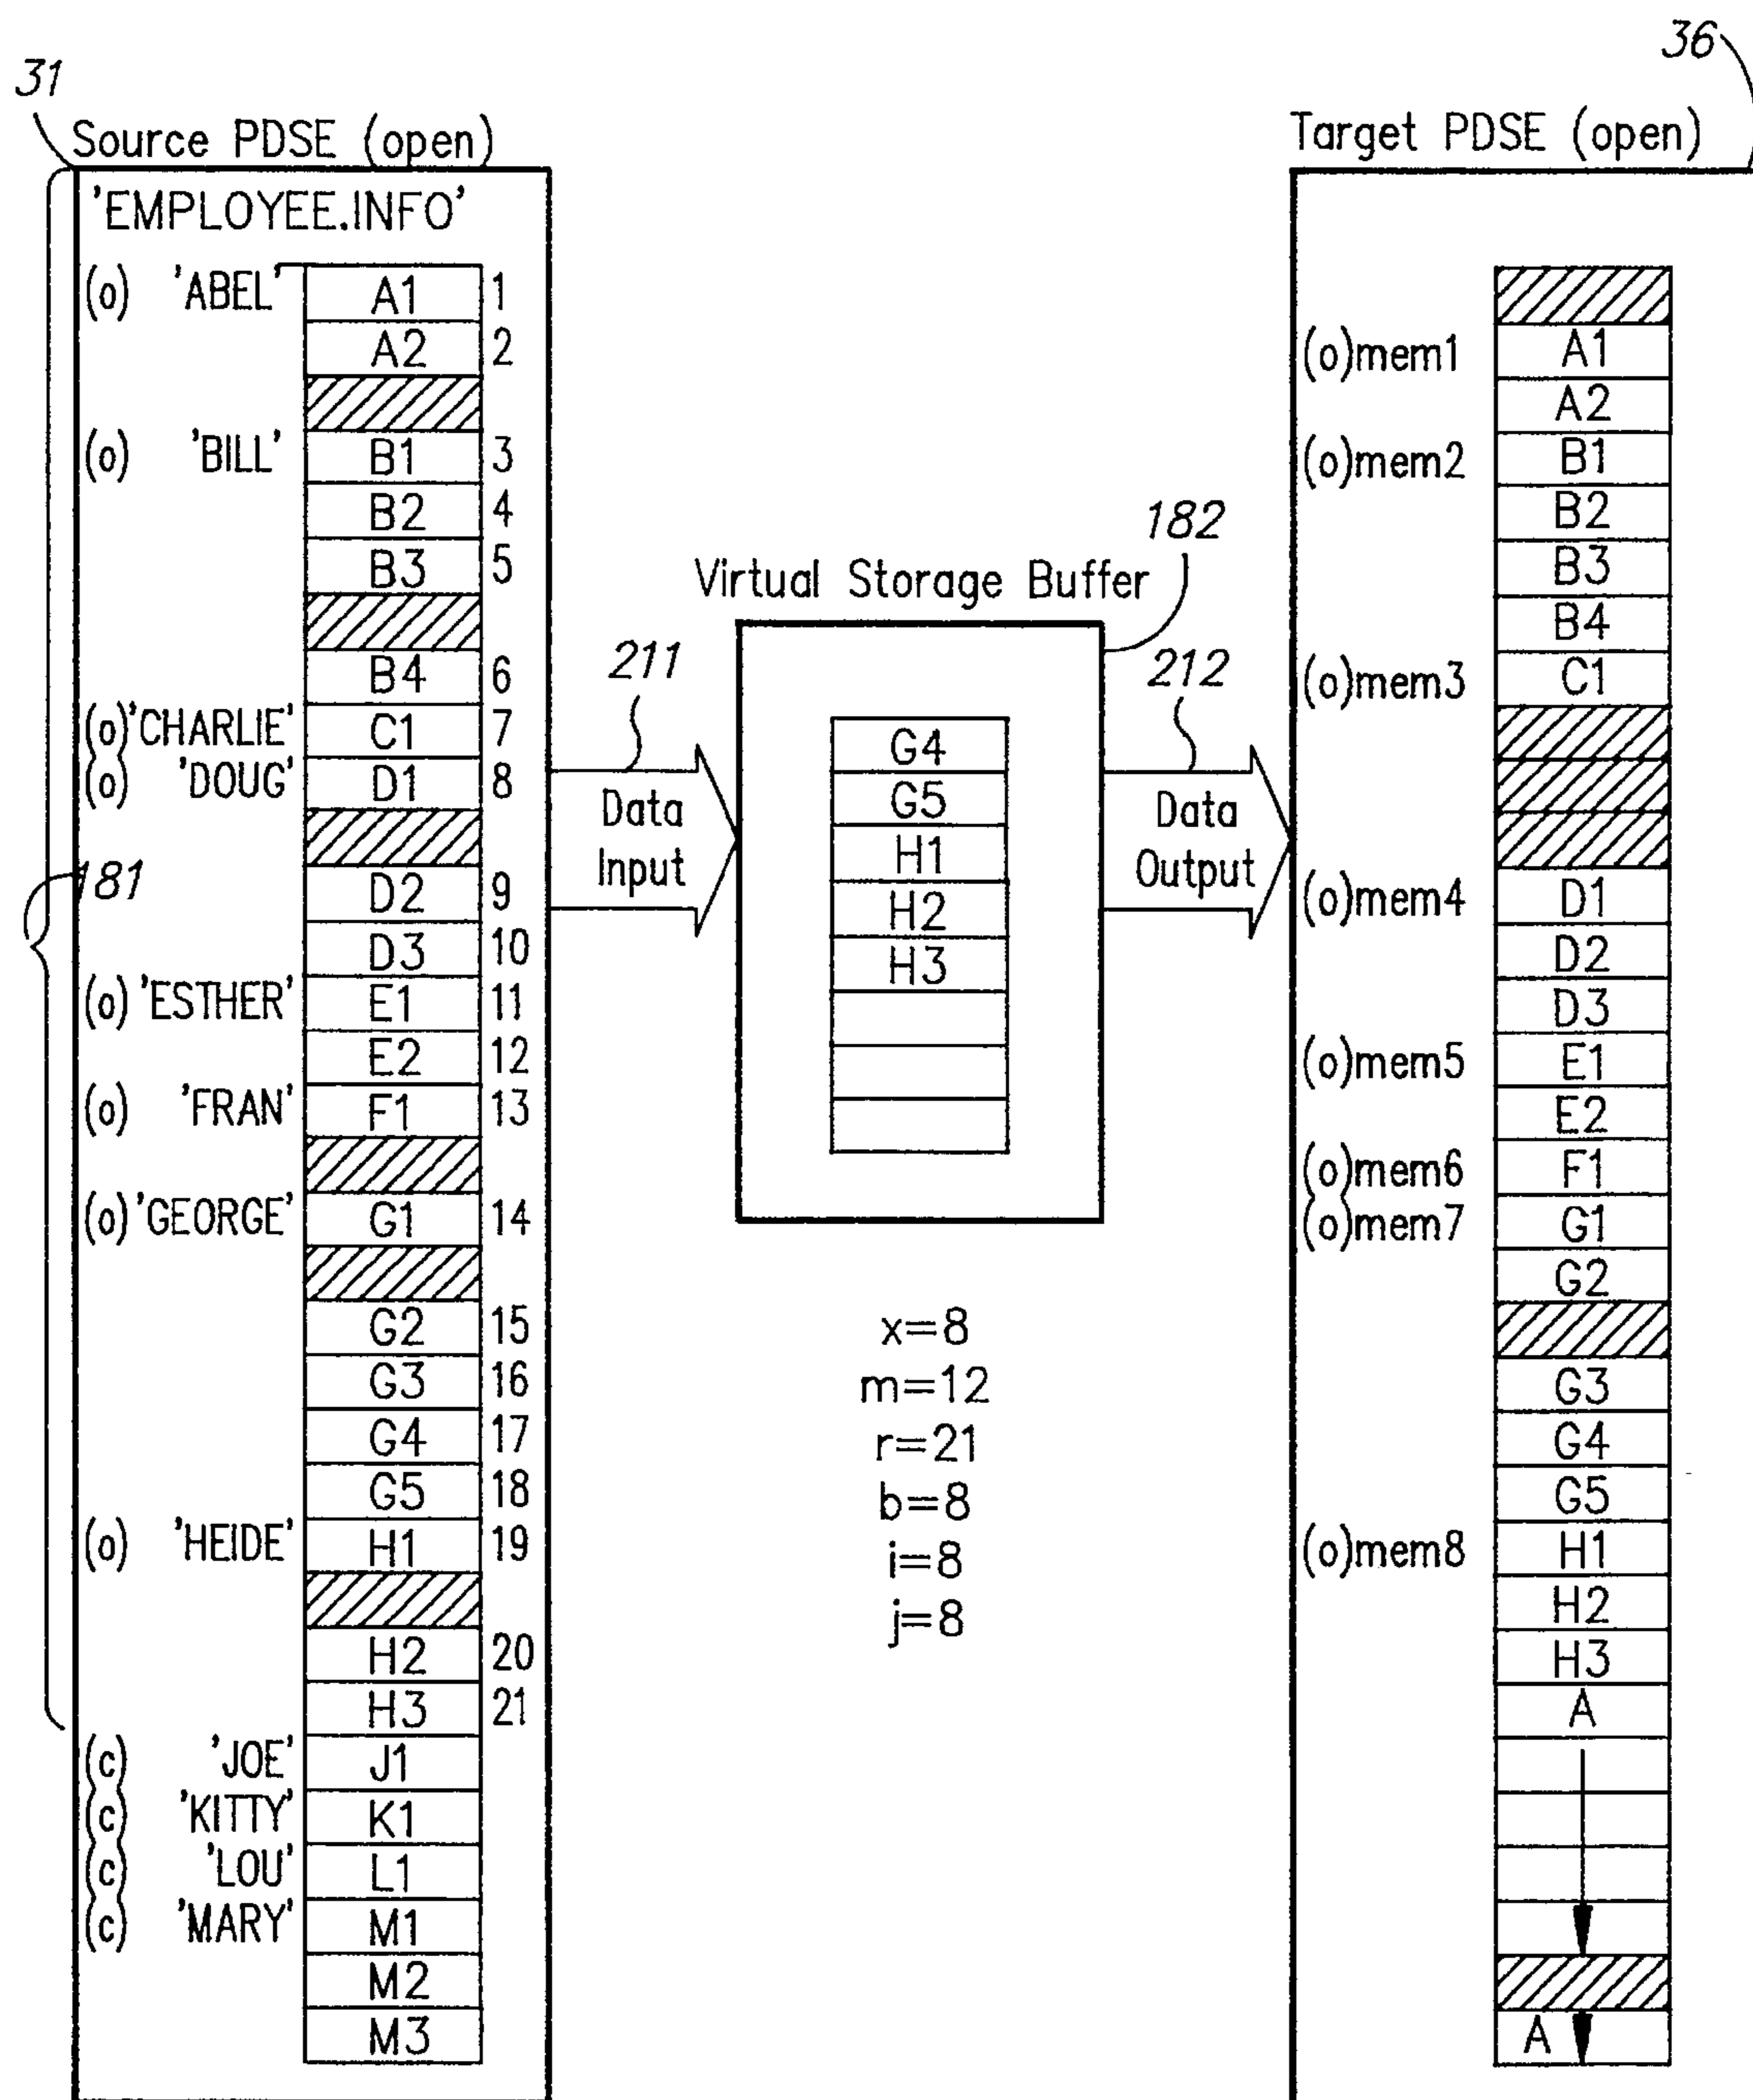 31
36
Source PDSE (open)
Target PDSE (open)
'EMPLOYEE.INFO'
(o) 'ABEL' A1 1
A2 2
(o) 'BILL' B1 3
B2 4
B3 5
B4 6
(o) 'CHARLIE' C1 7
(o) 'DOUG' D1 8
D2 9
D3 10
(o) 'ESTHER' E1 11
E2 12
(o) 'FRAN' F1 13
(o) 'GEORGE' G1 14
G2 15
G3 16
G4 17
G5 18
(o) 'HEIDE' H1 19
H2 20
H3 21
(c) 'JOE' J1
(c) 'KITTY' K1
(c) 'LOU' L1
(c) 'MARY' M1
M2
M3
181
211
Data
Input
Virtual Storage Buffer
182
G4
G5
H1
H2
H3
212
Data
Output
x=8
m=12
r=21
b=8
i=8
j=8
(o)mem1 A1
A2
(o)mem2 B1
B2
B3
B4
(o)mem3 C1
(o)mem4 D1
D2
D3
(o)mem5 E1
E2
(o)mem6 F1
(o)mem7 G1
G2
G3
G4
G5
(o)mem8 H1
H2
H3
A
A